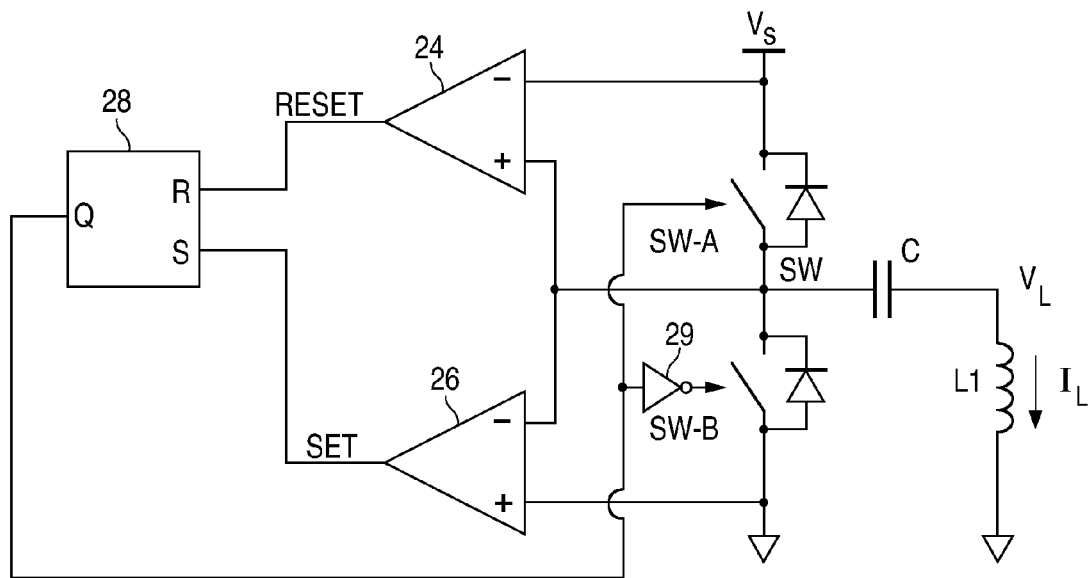 V_S
24
−
28
RESET
+
R
Q
S
SW-A
SW
C
V_L
29
L1
I_L
26
−
SW-B
SET
+